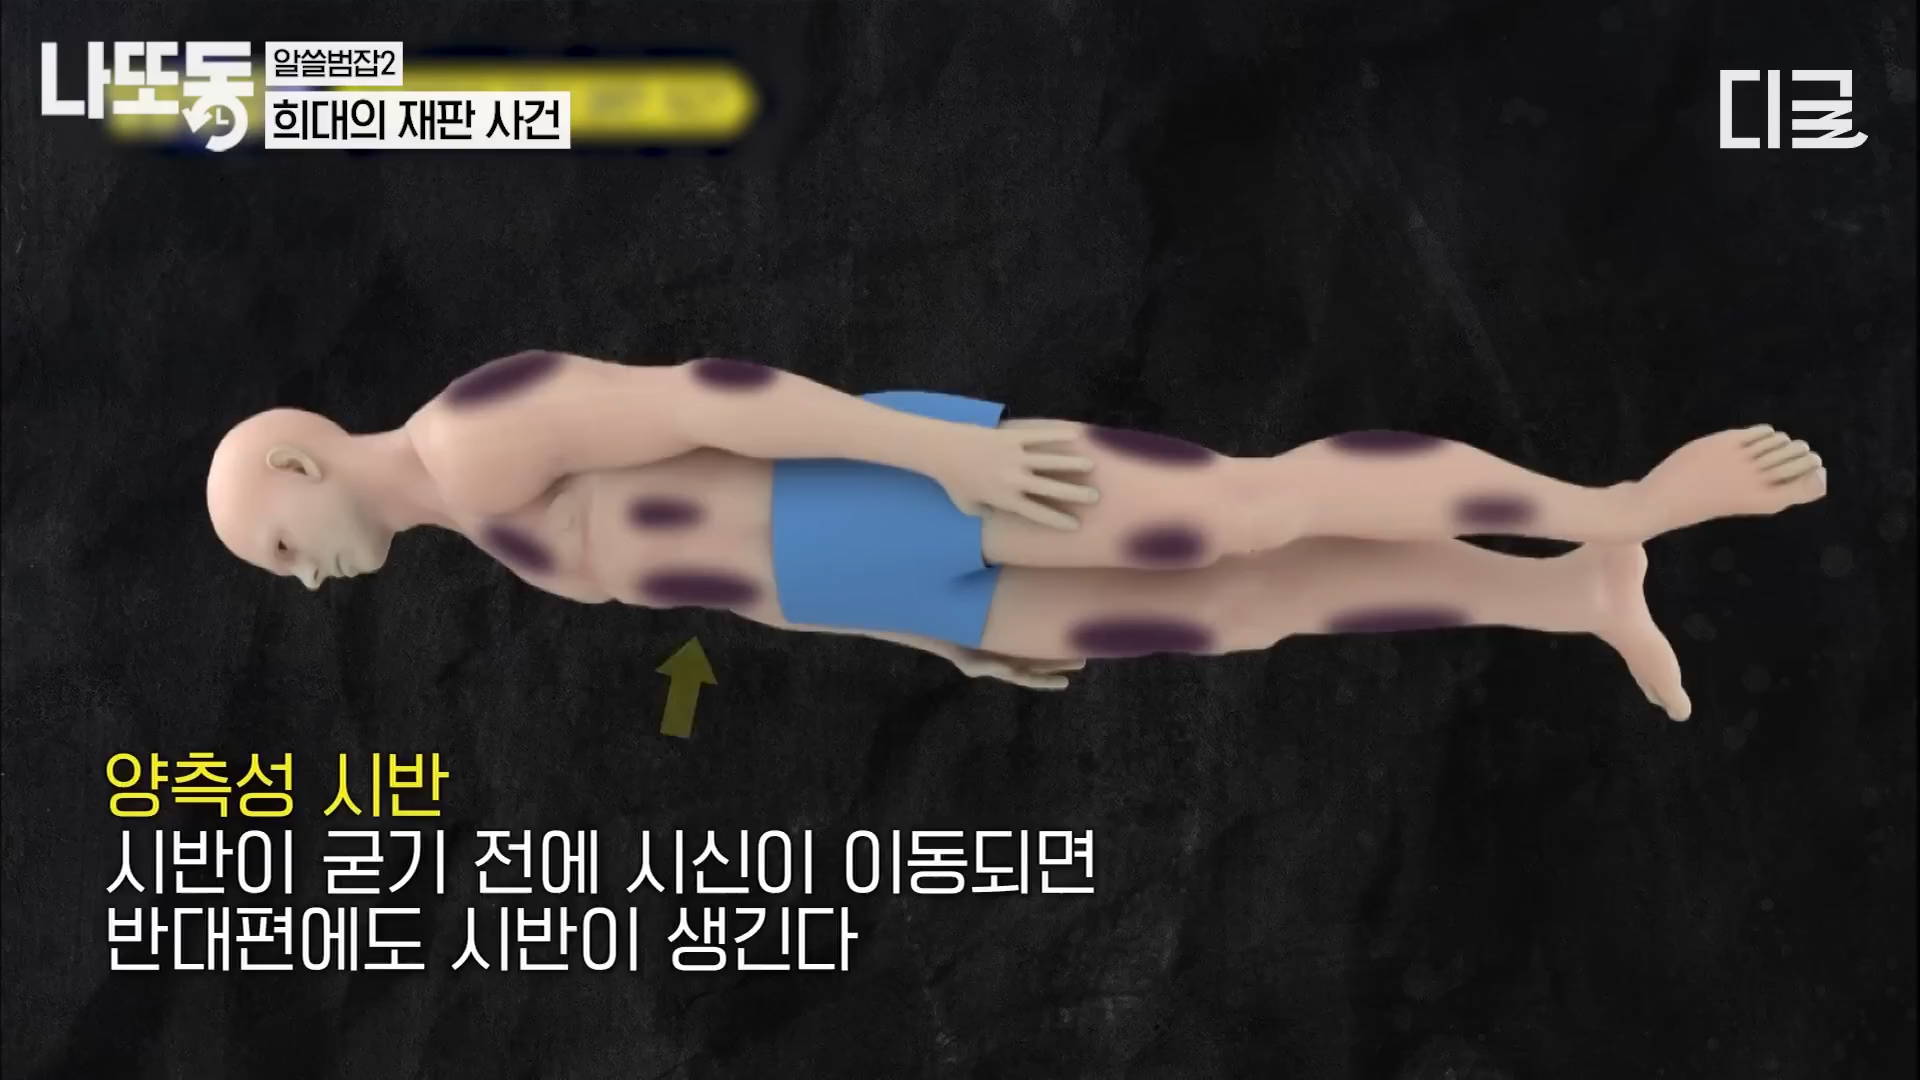 나또동
알쓸범잡2
희대의 재판 사건
디글
양측성 시반
시반이 굳기 전에 시신이 이동되면
반대편에도 시반이 생긴다